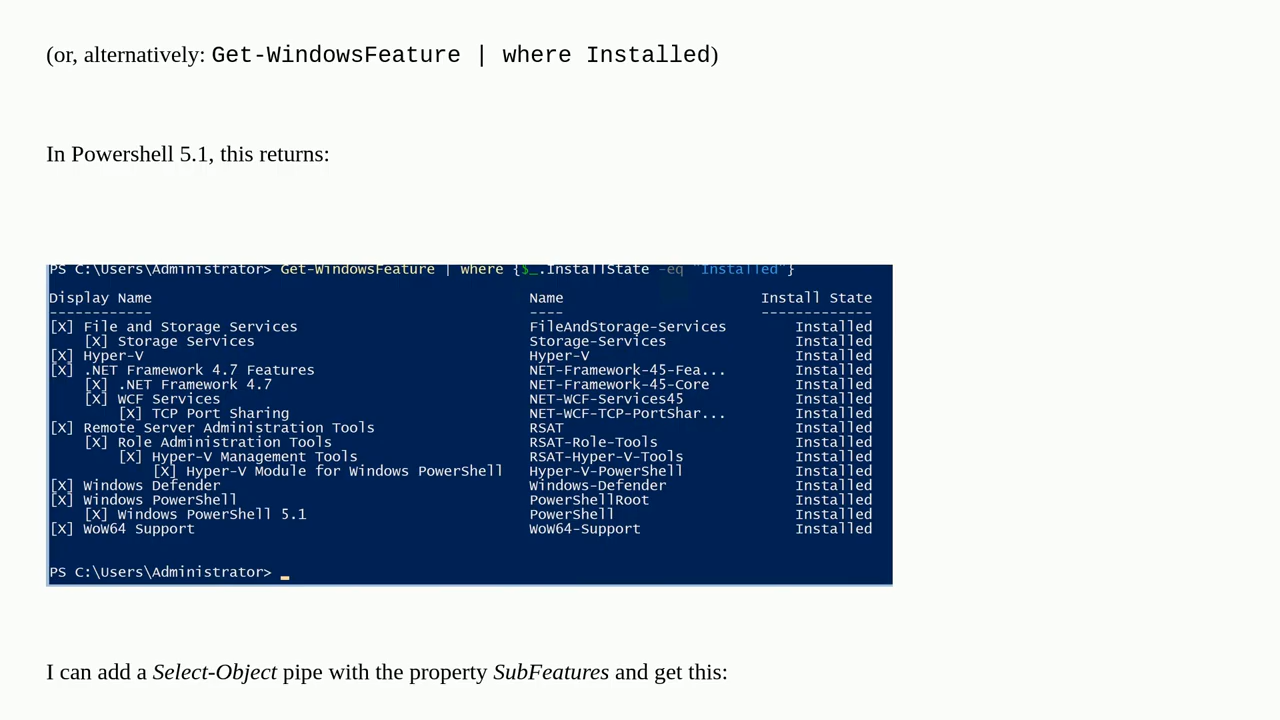 (or, alternatively: Get-WindowsFeature | where Installed)
In Powershell 5.1, this returns:
PS C:\Users\Administrator> Get-WindowsFeature | where {$_.InstallState -eq "Installed"}
Display Name Name Install State
------------ ---- -------------
[X] File and Storage Services FileAndStorage-Services Installed
[X] Storage Services Storage-Services Installed
[X] Hyper-V Hyper-V Installed
[X] .NET Framework 4.7 Features NET-Framework-45-Fea... Installed
[X] .NET Framework 4.7 NET-Framework-45-Core Installed
[X] WCF Services NET-WCF-Services45 Installed
[X] TCP Port Sharing NET-WCF-TCP-PortShar... Installed
[X] Remote Server Administration Tools RSAT Installed
[X] Role Administration Tools RSAT-Role-Tools Installed
[X] Hyper-V Management Tools RSAT-Hyper-V-Tools Installed
[X] Hyper-V Module for Windows PowerShell Hyper-V-PowerShell Installed
[X] Windows Defender Windows-Defender Installed
[X] Windows PowerShell PowerShellRoot Installed
[X] Windows PowerShell 5.1 PowerShell Installed
[X] WoW64 Support WoW64-Support Installed
PS C:\Users\Administrator> _
I can add a Select-Object pipe with the property SubFeatures and get this: